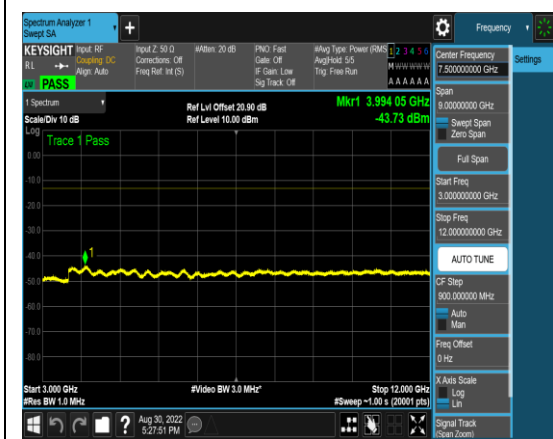 Spectrum Analyzer 1
Swept SA
+
Frequency
Settings
KEYSIGHT
RL
PASS
Input: RF
Coupling: DC
Align: Auto
Input Z: 50 Ω
Corrections: Off
Freq Ref: Int (S)
#Atten: 20 dB
PNO: Fast
Gate: Off
IF Gain: Low
Sig Track: Off
#Avg Type: Power (RMS
Avg|Hold: 5/5
Trig: Free Run
1 2 3 4 5 6
M W W W W W
A A A A A A
1 Spectrum
Scale/Div 10 dB
Ref Lvl Offset 20.90 dB
Ref Level 10.00 dBm
Mkr1 3.994 05 GHz
-43.73 dBm
Log
Trace 1 Pass
0.00
-10.0
-20.0
-30.0
-40.0
-50.0
-60.0
-70.0
-80.0
1
Start 3.000 GHz
#Res BW 1.0 MHz
#Video BW 3.0 MHz*
Stop 12.000 GHz
#Sweep ~1.00 s (20001 pts)
Center Frequency
7.500000000 GHz
Span
9.00000000 GHz
Swept Span
Zero Span
Full Span
Start Freq
3.000000000 GHz
Stop Freq
12.000000000 GHz
AUTO TUNE
CF Step
900.000000 MHz
Auto
Man
Freq Offset
0 Hz
X Axis Scale
Log
Lin
Signal Track
(Span Zoom)
?
Aug 30, 2022
5:27:51 PM